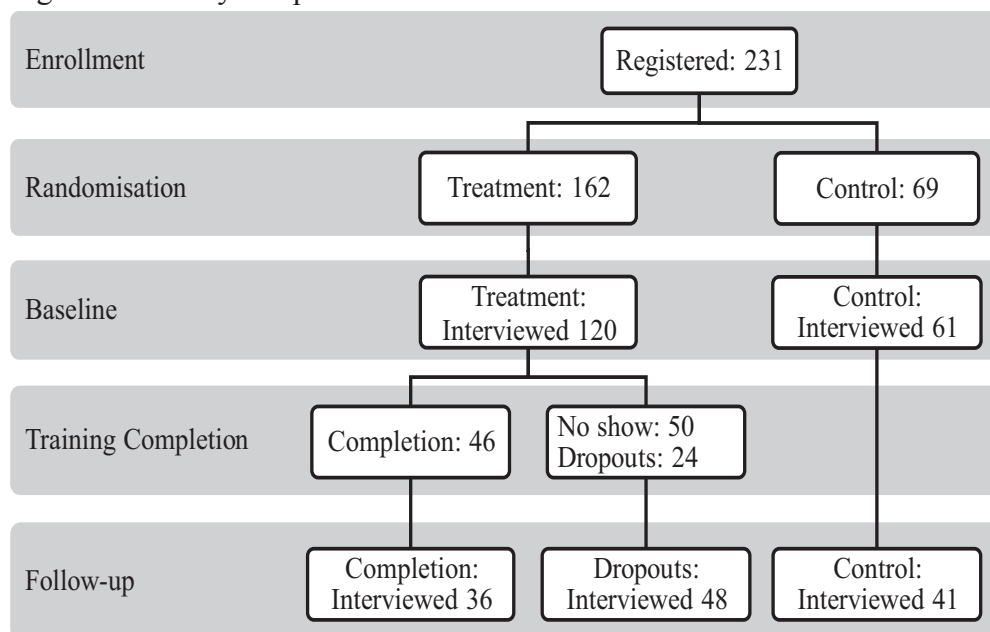 Enrollment
Registered: 231
Randomisation
Treatment: 162
Control: 69
Baseline
Treatment:
Interviewed 120
Control:
Interviewed 61
Training Completion
Completion: 46
No show: 50
Dropouts: 24
Follow-up
Completion:
Interviewed 36
Dropouts:
Interviewed 48
Control:
Interviewed 41